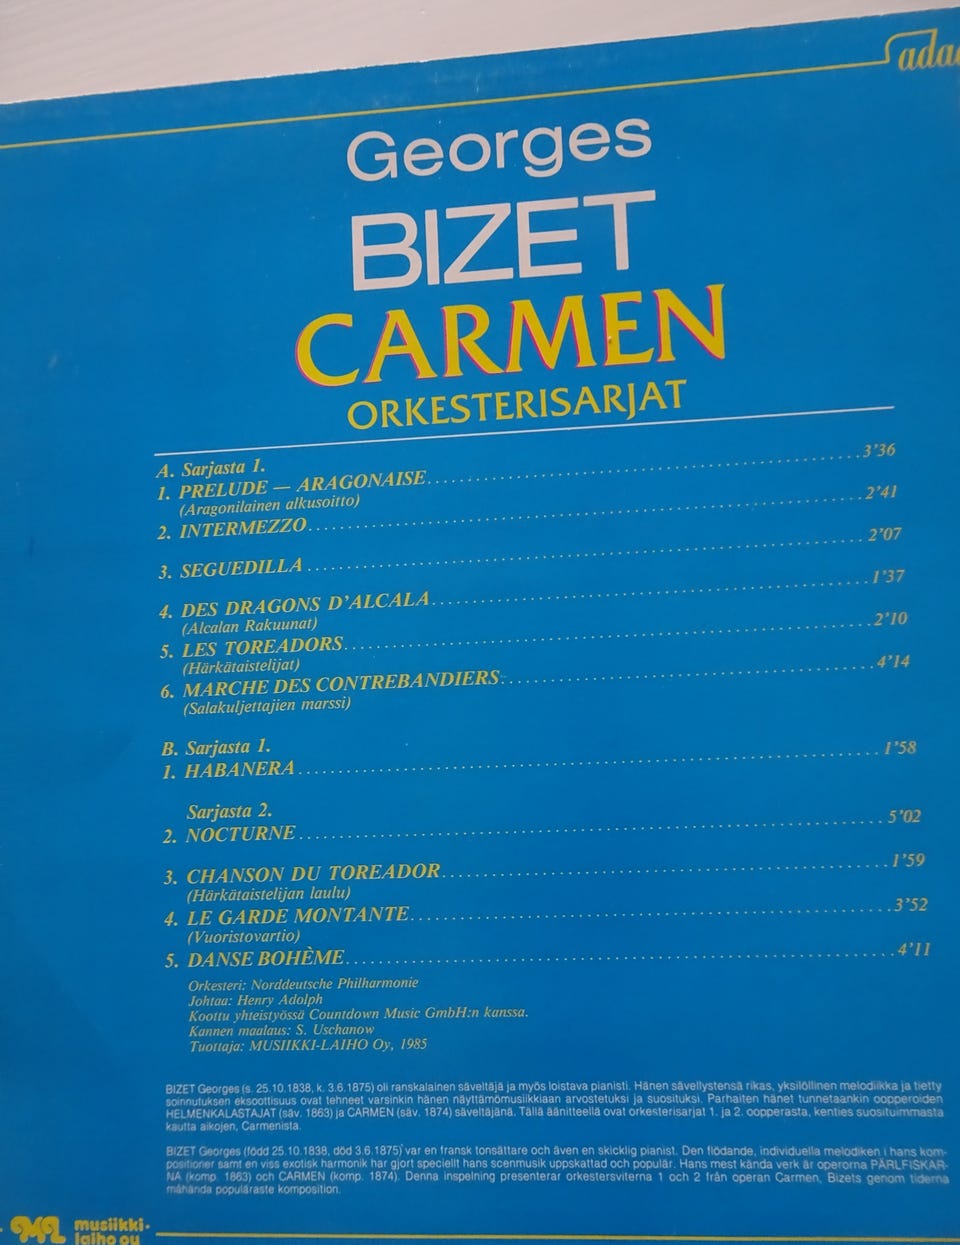 Georges
BIZET
CARMEN
ORKESTERISARJAT
A. Sarjasta 1.
1. PRELUDE — ARAGONAISE 3'36
(Aragonilainen alkusoitto)
2. INTERMEZZO 2'41
3. SEGUEDILLA 2'07
4. DES DRAGONS D'ALCALA 1'37
(Alcalan Rakuunat)
5. LES TOREADORS 2'10
(Härkätaistelijat)
6. MARCHE DES CONTREBANDIERS 4'14
(Salakuljettajien marssi)
B. Sarjasta 1.
1. HABANERA 1'58
Sarjasta 2.
2. NOCTURNE 5'02
3. CHANSON DU TOREADOR 1'59
(Härkätaistelijan laulu)
4. LE GARDE MONTANTE 3'52
(Vuoristovartio)
5. DANSE BOHÈME 4'11
Orkesteri: Norddeutsche Philharmonie
Johtaa: Henry Adolph
Koottu yhteistyössä Countdown Music GmbH:n kanssa.
Kannen maalaus: S. Uschanow
Tuottaja: MUSIIKKI-LAIHO Oy, 1985
BIZET Georges (s. 25.10.1838, k. 3.6.1875) oli ranskalainen säveltäjä ja myös loistava pianisti. Hänen sävellystensä rikas, yksilöllinen melodiikka ja tietty
soinnutuksen eksoottisuus ovat tehneet varsinkin hänen näyttämömusiikkiaan arvostetuksi ja suosituksi. Parhaiten hänet tunnetaankin oopperoiden
HELMENKALASTAJAT (säv. 1863) ja CARMEN (säv. 1874) säveltäjänä. Tällä äänitteellä ovat orkesterisarjat 1. ja 2. oopperasta, kenties suosituimmasta
kautta aikojen, Carmenista.
BIZET Georges (född 25.10.1838, död 3.6.1875) var en fransk tonsättare och även en skicklig pianist. Den flödande, individuella melodiken i hans kom-
positioner samt en viss exotisk harmonik har gjort speciellt hans scenmusik uppskattad och populär. Hans mest kända verk är operorna PÄRLFISKAR-
NA (komp. 1863) och CARMEN (komp. 1874). Denna inspelning presenterar orkestersviterna 1 och 2 från operan Carmen, Bizets genom tiderna
måhända populäraste komposition.
musiikki-
laiho oy